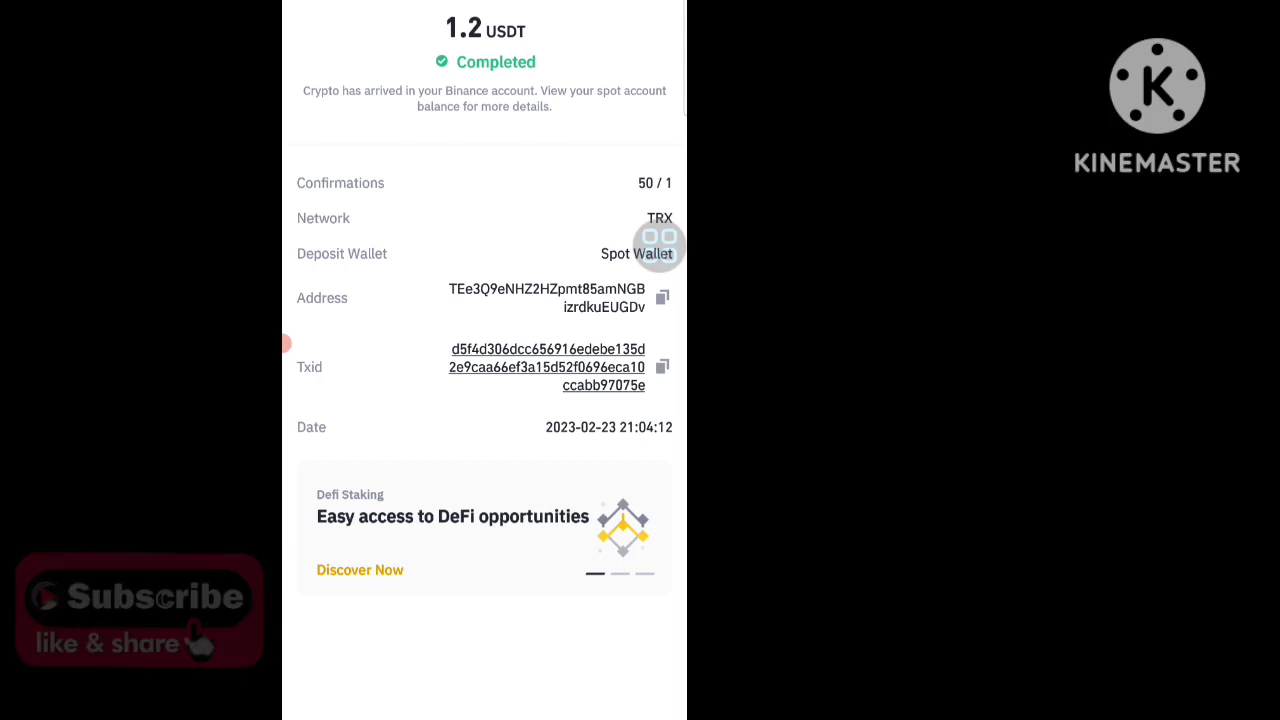 1.2 USDT
Completed
Crypto has arrived in your Binance account. View your spot account
balance for more details.
Confirmations 50 / 1
Network TRX
Deposit Wallet Spot Wallet
Address TEe3Q9eNHZ2HZpmt85amNGB
izrdkuEUGDv
Txid d5f4d306dcc656916edebe135d
2e9caa66ef3a15d52f0696eca10
ccabb97075e
Date 2023-02-23 21:04:12
Defi Staking
Easy access to DeFi opportunities
Discover Now
K
KINEMASTER
Subscribe
like & share